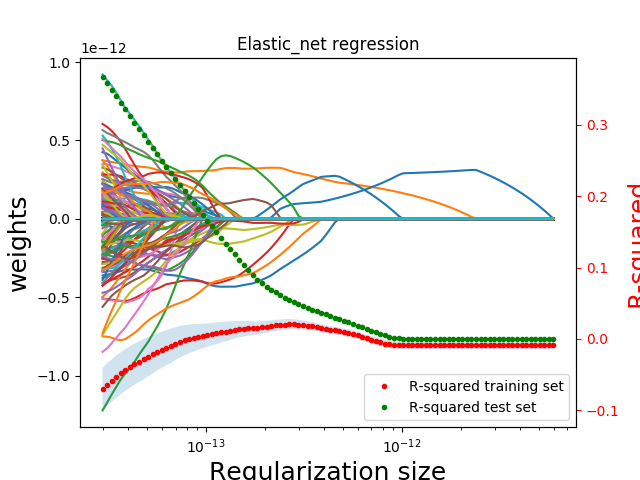 Elastic_net regression
1e−12
1.0
0.5
0.0
−0.5
−1.0
weights
0.3
0.2
0.1
0.0
−0.1
R-squared
R-squared training set
R-squared test set
10⁻¹³
10⁻¹²
Regularization size